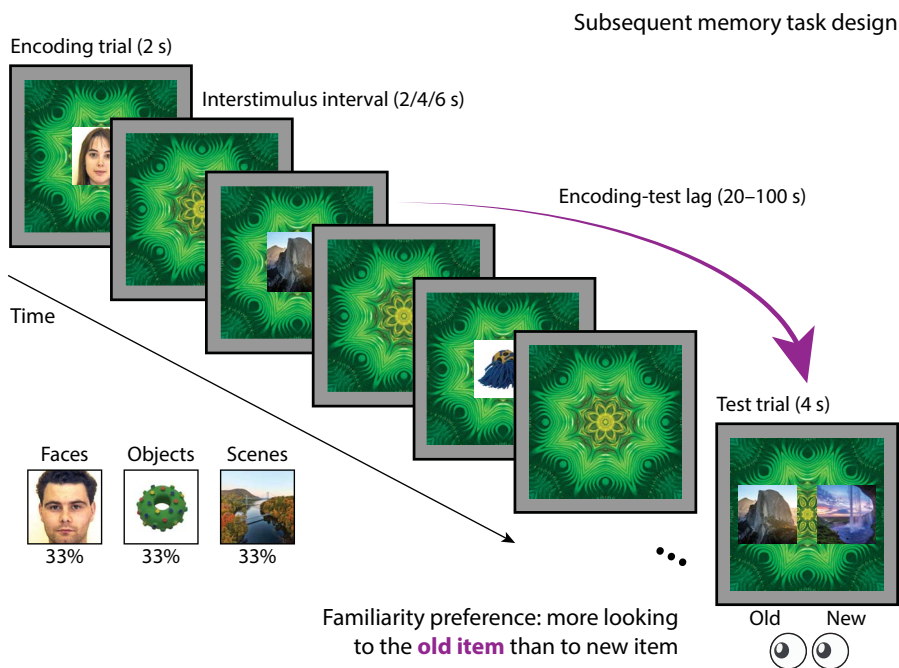 Subsequent memory task design
Encoding trial (2 s)
Interstimulus interval (2/4/6 s)
Encoding-test lag (20–100 s)
Time
Test trial (4 s)
Faces Objects Scenes
33% 33% 33%
Old New
Familiarity preference: more looking
to the old item than to new item